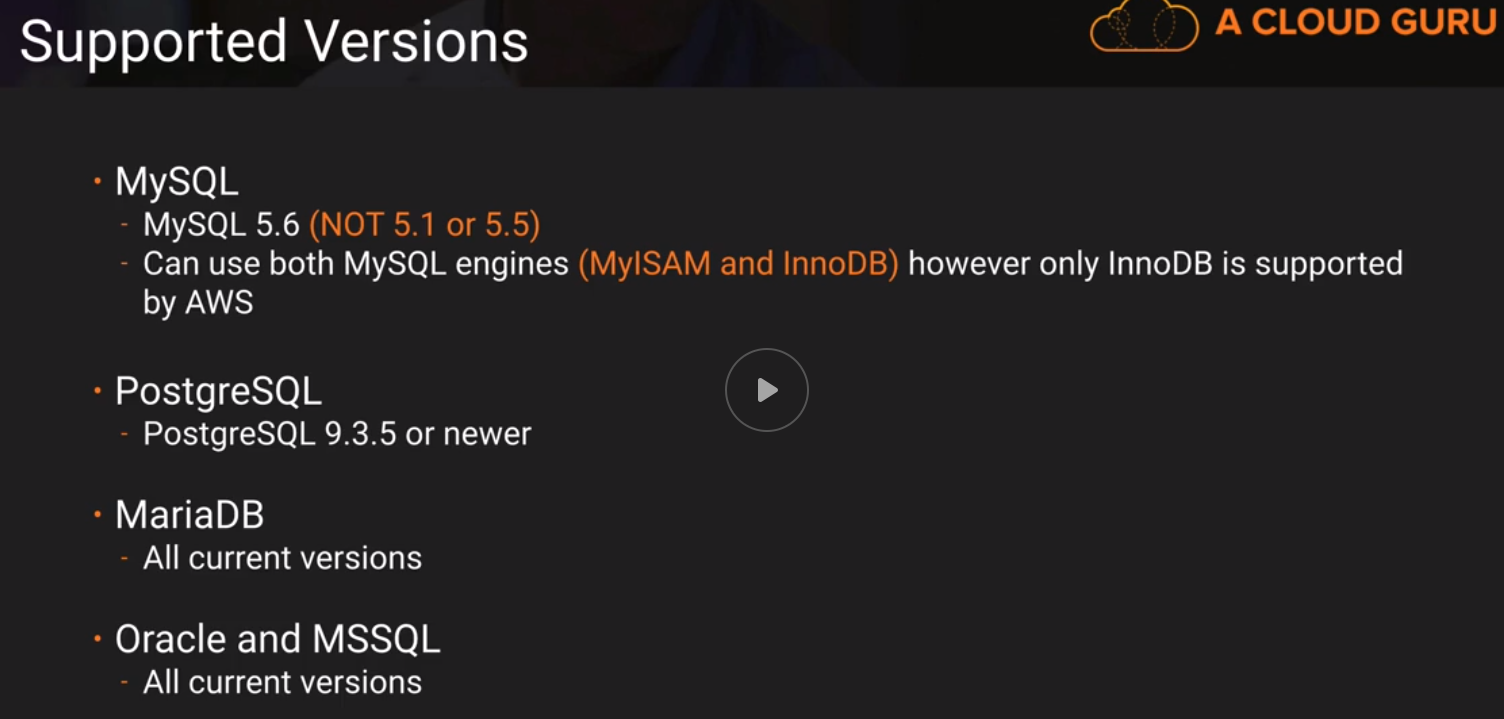 Supported Versions
A CLOUD GURU
• MySQL
- MySQL 5.6 (NOT 5.1 or 5.5)
- Can use both MySQL engines (MyISAM and InnoDB) however only InnoDB is supported
by AWS
• PostgreSQL
- PostgreSQL 9.3.5 or newer
• MariaDB
- All current versions
• Oracle and MSSQL
- All current versions